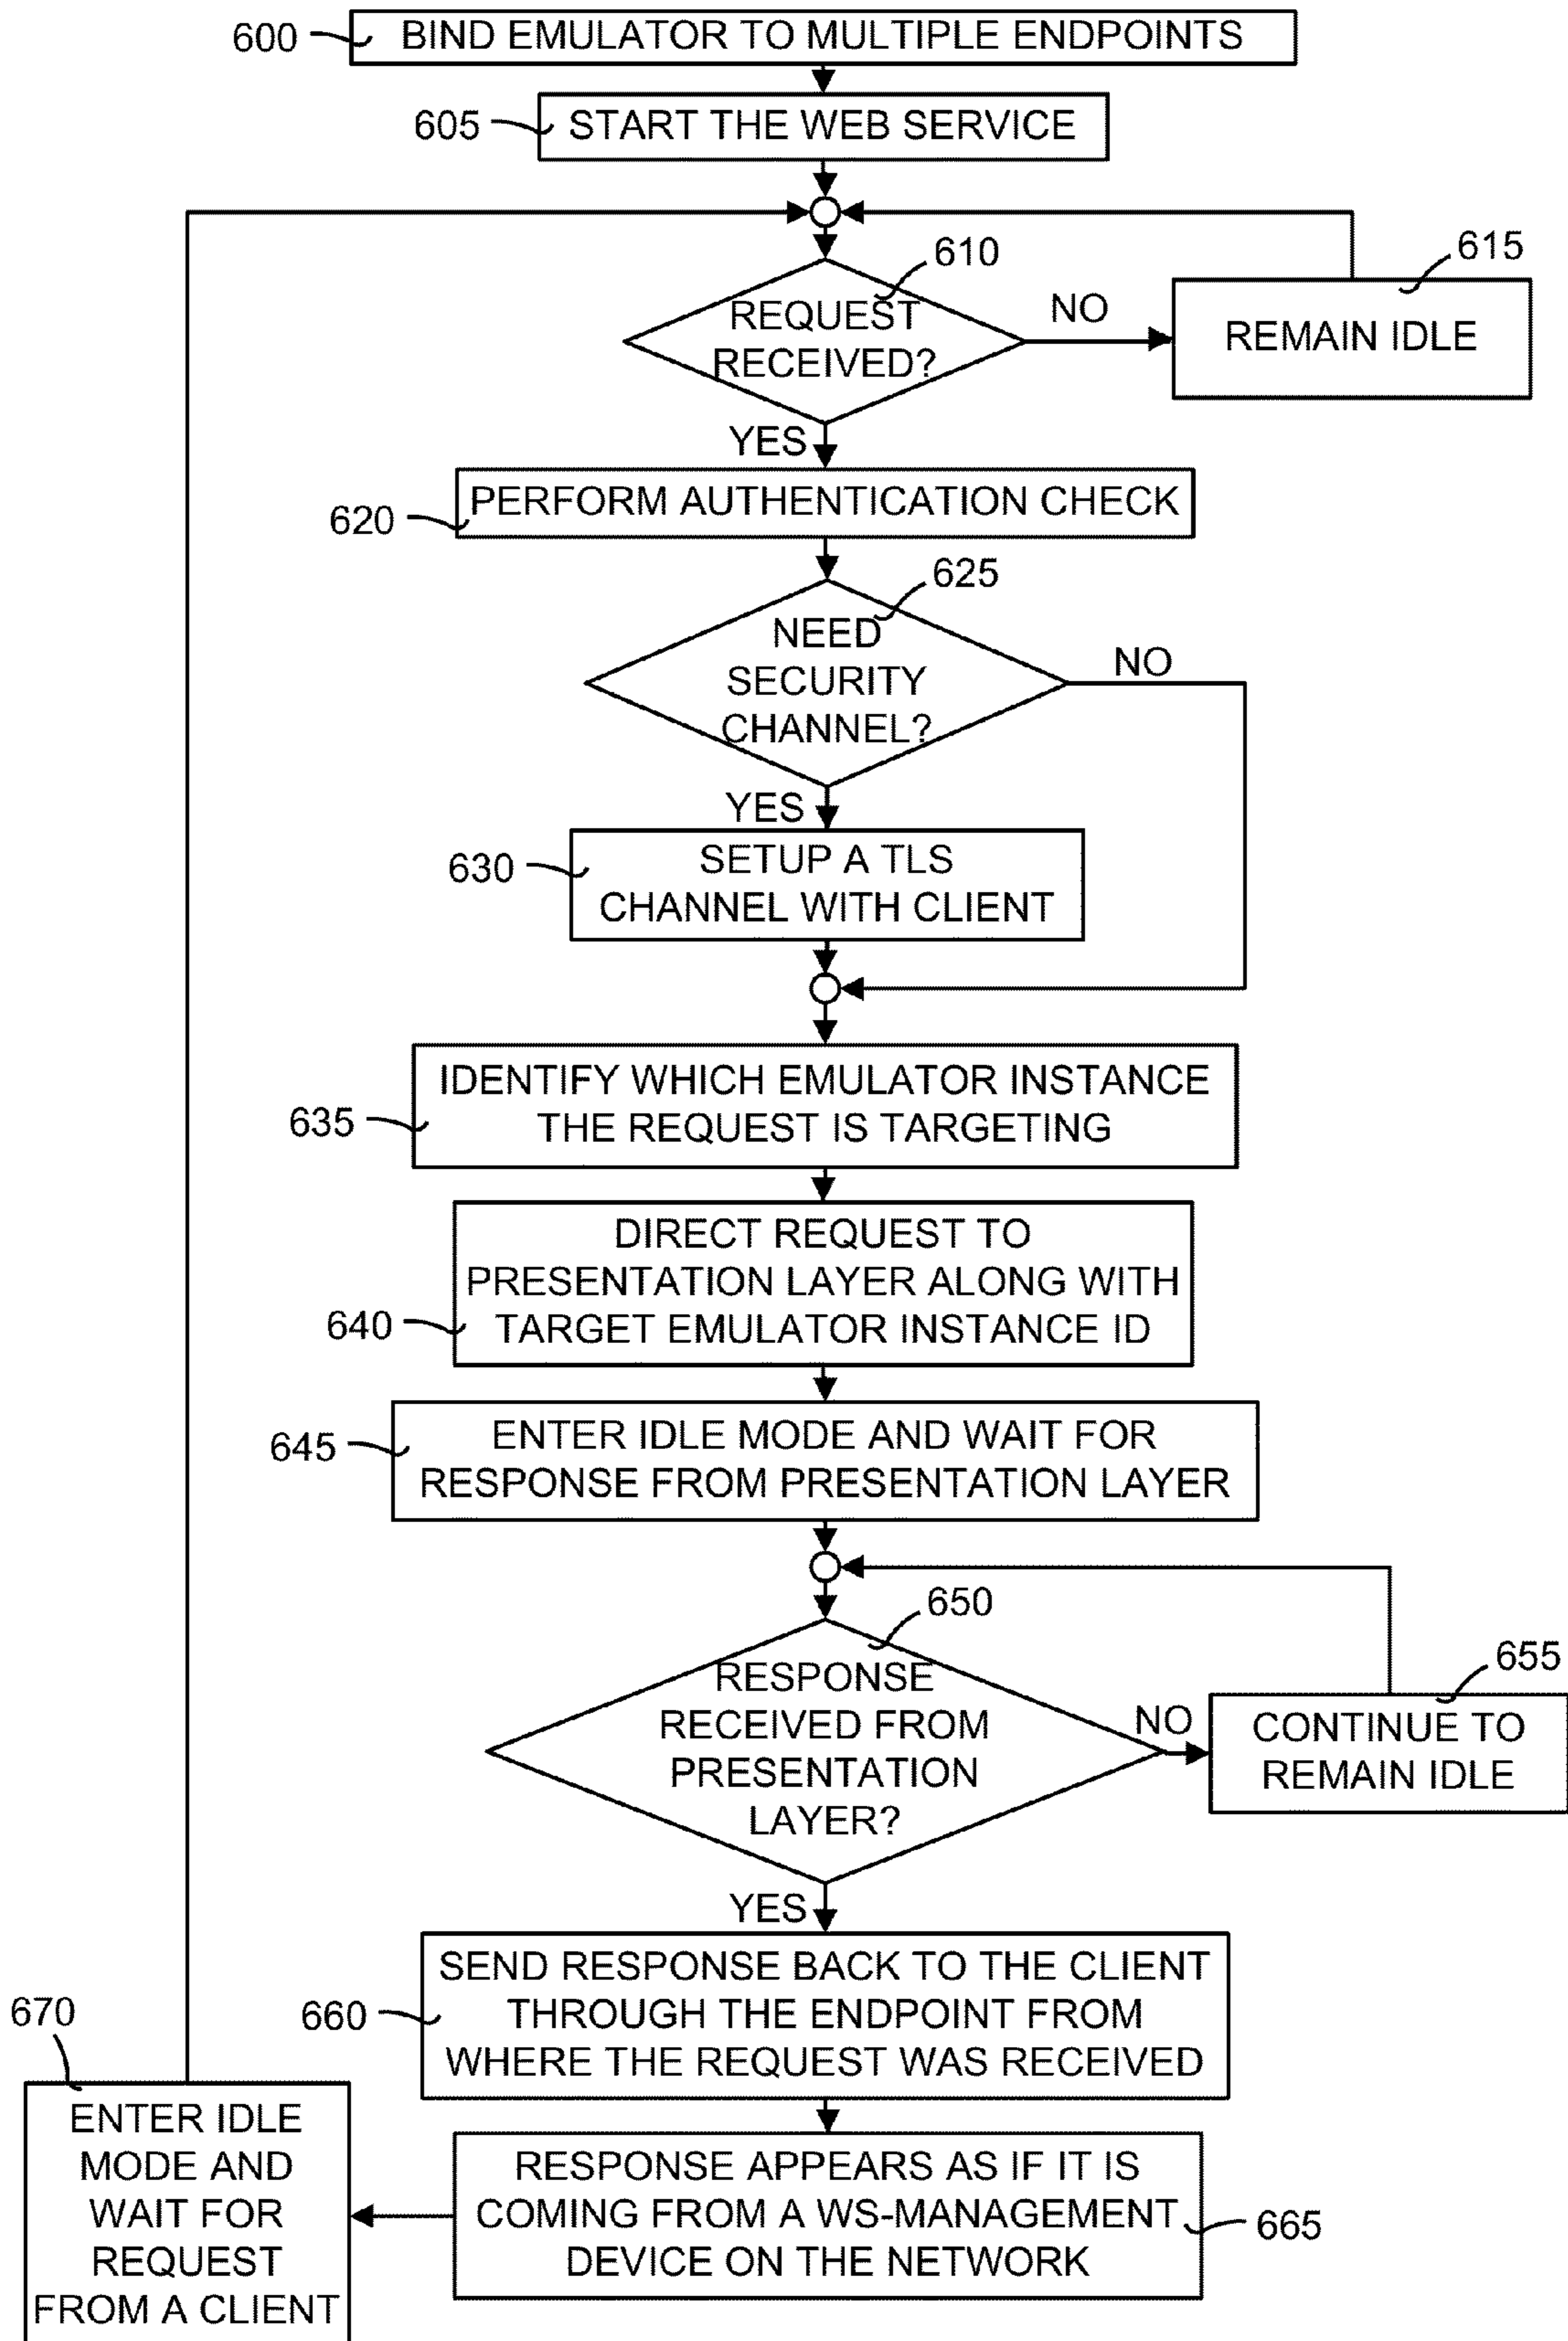 600
BIND EMULATOR TO MULTIPLE ENDPOINTS
605
START THE WEB SERVICE
610
615
REQUEST
RECEIVED?
NO
REMAIN IDLE
YES
620
PERFORM AUTHENTICATION CHECK
625
NEED
SECURITY
CHANNEL?
NO
YES
630
SETUP A TLS
CHANNEL WITH CLIENT
635
IDENTIFY WHICH EMULATOR INSTANCE
THE REQUEST IS TARGETING
640
DIRECT REQUEST TO
PRESENTATION LAYER ALONG WITH
TARGET EMULATOR INSTANCE ID
645
ENTER IDLE MODE AND WAIT FOR
RESPONSE FROM PRESENTATION LAYER
650
655
RESPONSE
RECEIVED FROM
PRESENTATION
LAYER?
NO
CONTINUE TO
REMAIN IDLE
YES
660
SEND RESPONSE BACK TO THE CLIENT
THROUGH THE ENDPOINT FROM
WHERE THE REQUEST WAS RECEIVED
665
RESPONSE APPEARS AS IF IT IS
COMING FROM A WS-MANAGEMENT
DEVICE ON THE NETWORK
670
ENTER IDLE
MODE AND
WAIT FOR
REQUEST
FROM A CLIENT